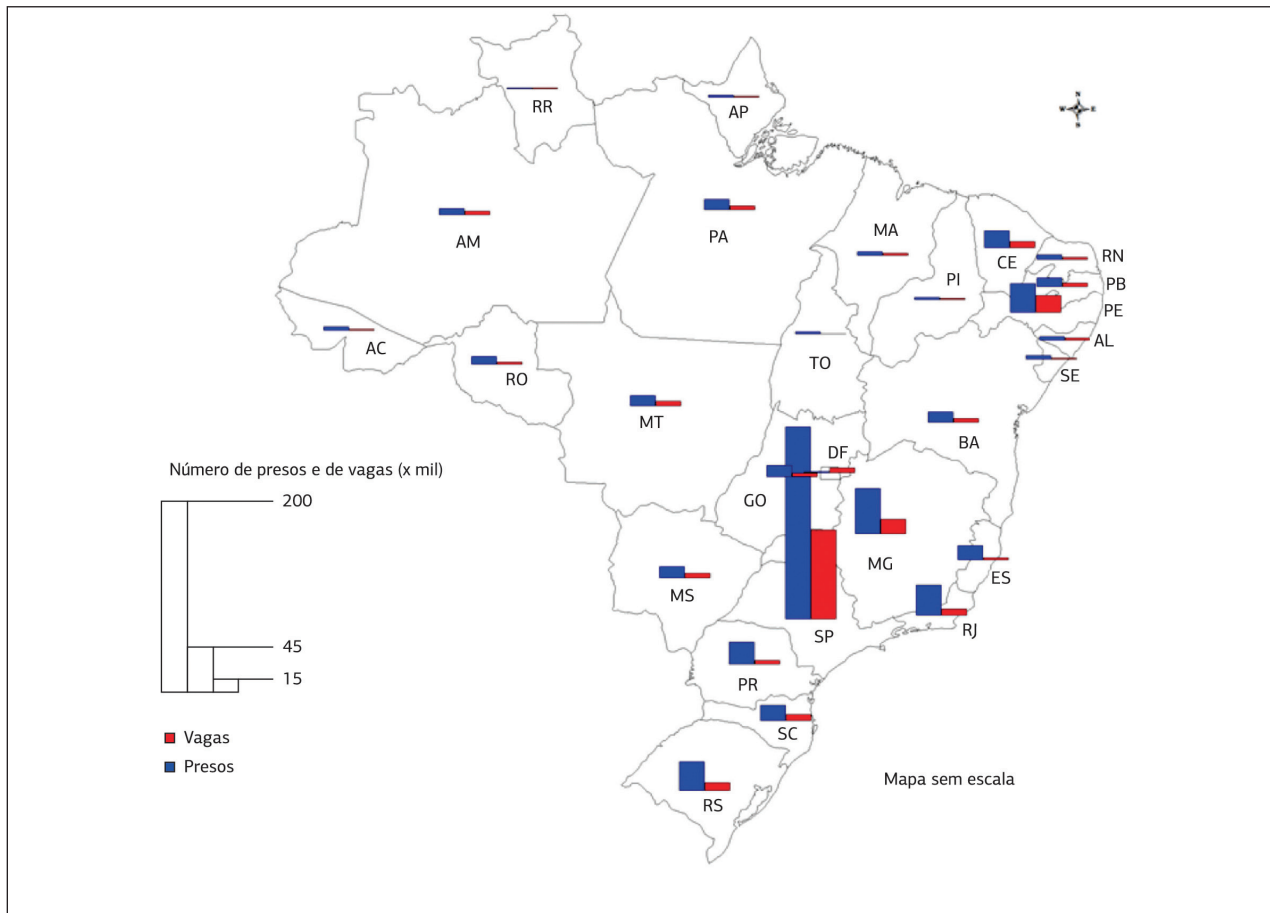 N
W E
S
RR
AP
AM
PA
MA
CE
RN
PI
PB
PE
AC
RO
TO
AL
SE
MT
BA
DF
GO
MG
ES
MS
SP
RJ
PR
SC
RS
Número de presos e de vagas (x mil)
200
45
15
Vagas
Presos
Mapa sem escala